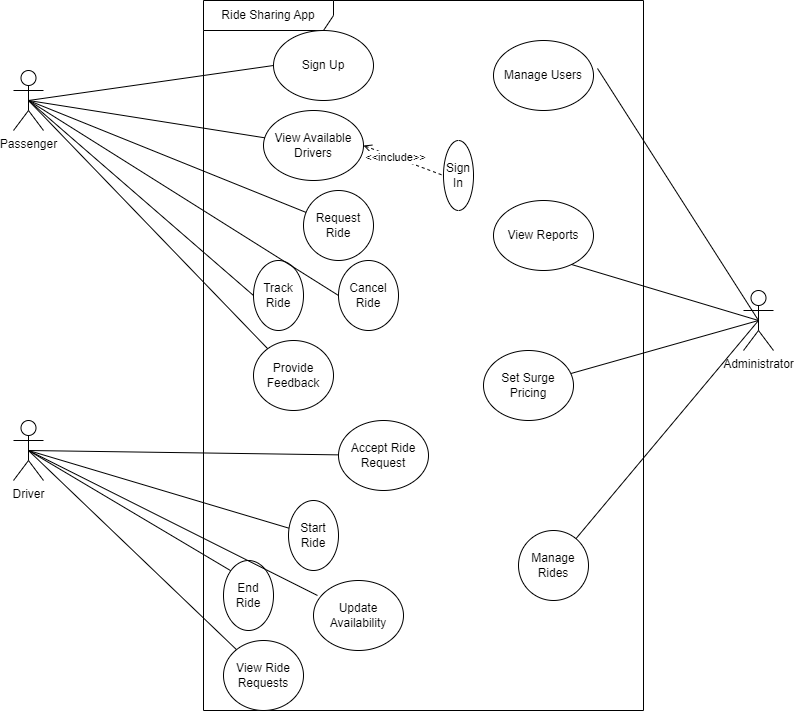 Ride Sharing App
Sign Up
Manage Users
Passenger
View Available
Drivers
<<include>>
Sign
In
Request
Ride
View Reports
Track
Ride
Cancel
Ride
Provide
Feedback
Set Surge
Pricing
Administrator
Accept Ride
Request
Driver
Start
Ride
Manage
Rides
End
Ride
Update
Availability
View Ride
Requests